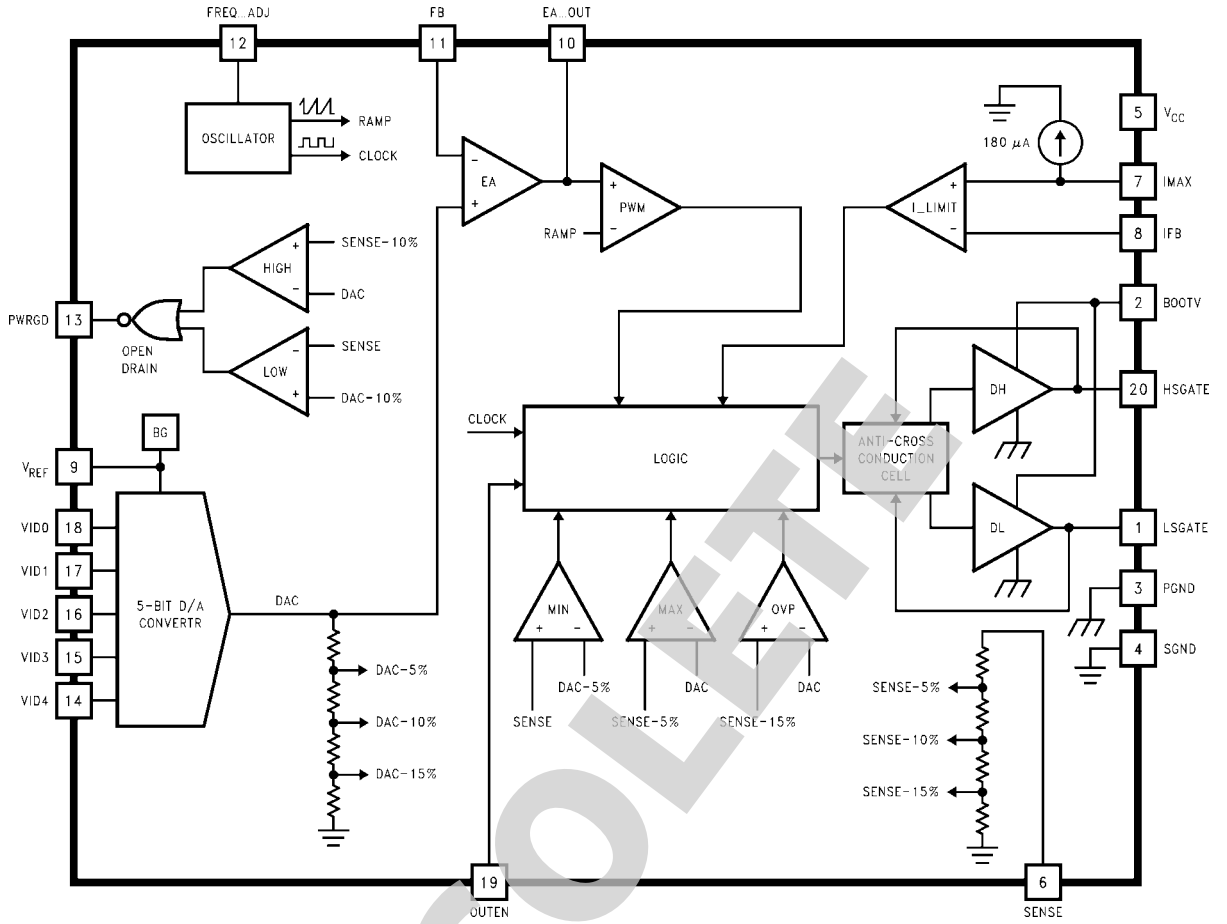 FREQ_ADJ
FB
EA_OUT
12
11
10
OSCILLATOR
RAMP
CLOCK
EA
-
+
PWM
+
-
RAMP
180 µA
I_LIMIT
+
-
5
VCC
7
IMAX
8
IFB
2
BOOTV
20
HSGATE
1
LSGATE
3
PGND
4
SGND
HIGH
+
-
SENSE-10%
DAC
LOW
-
+
SENSE
DAC-10%
PWRGD
13
OPEN
DRAIN
BG
VREF
9
VID0
18
VID1
17
VID2
16
VID3
15
VID4
14
5-BIT D/A
CONVERTR
DAC
DAC-5%
DAC-10%
DAC-15%
CLOCK
LOGIC
ANTI-CROSS
CONDUCTION
CELL
DH
DL
MIN
+ -
SENSE
DAC-5%
MAX
+ -
SENSE-5%
DAC
OVP
+ -
SENSE-15%
DAC
SENSE-5%
SENSE-10%
SENSE-15%
19
OUTEN
6
SENSE
OLETE